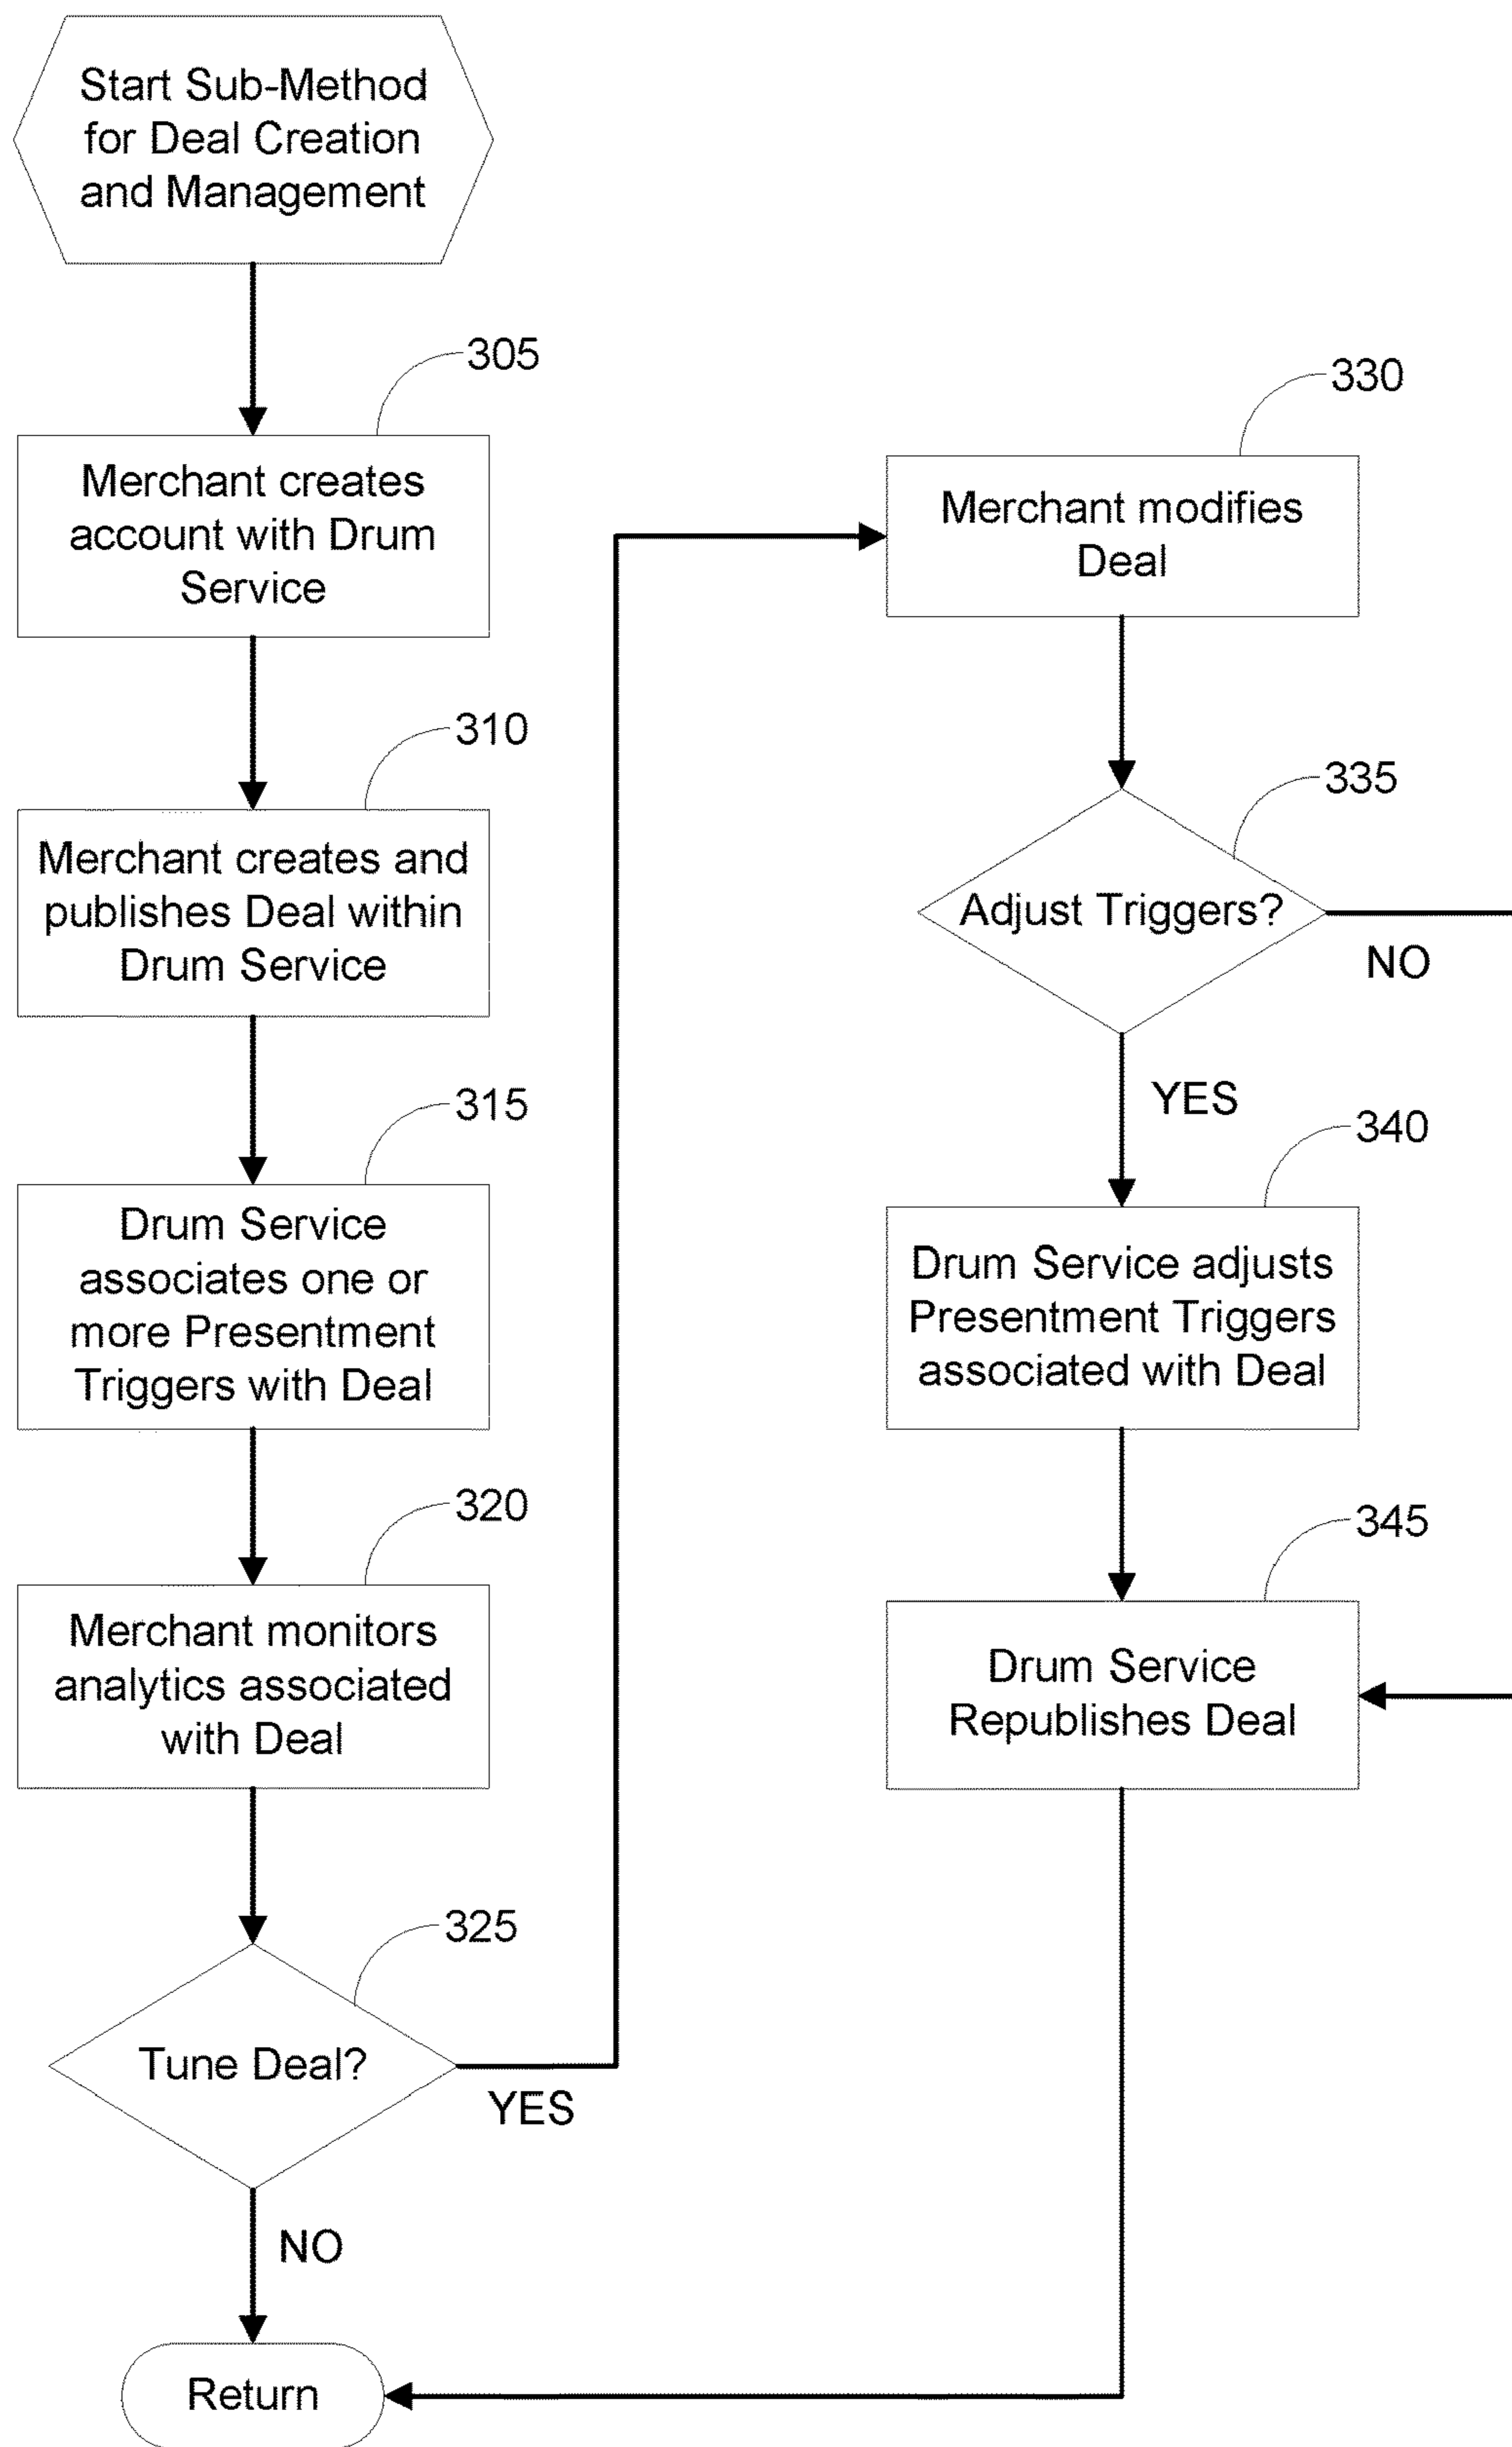 Start Sub-Method
for Deal Creation
and Management
305
Merchant creates
account with Drum
Service
310
Merchant creates and
publishes Deal within
Drum Service
315
Drum Service
associates one or
more Presentment
Triggers with Deal
320
Merchant monitors
analytics associated
with Deal
325
Tune Deal?
YES
NO
Return
330
Merchant modifies
Deal
335
Adjust Triggers?
NO
YES
340
Drum Service adjusts
Presentment Triggers
associated with Deal
345
Drum Service
Republishes Deal